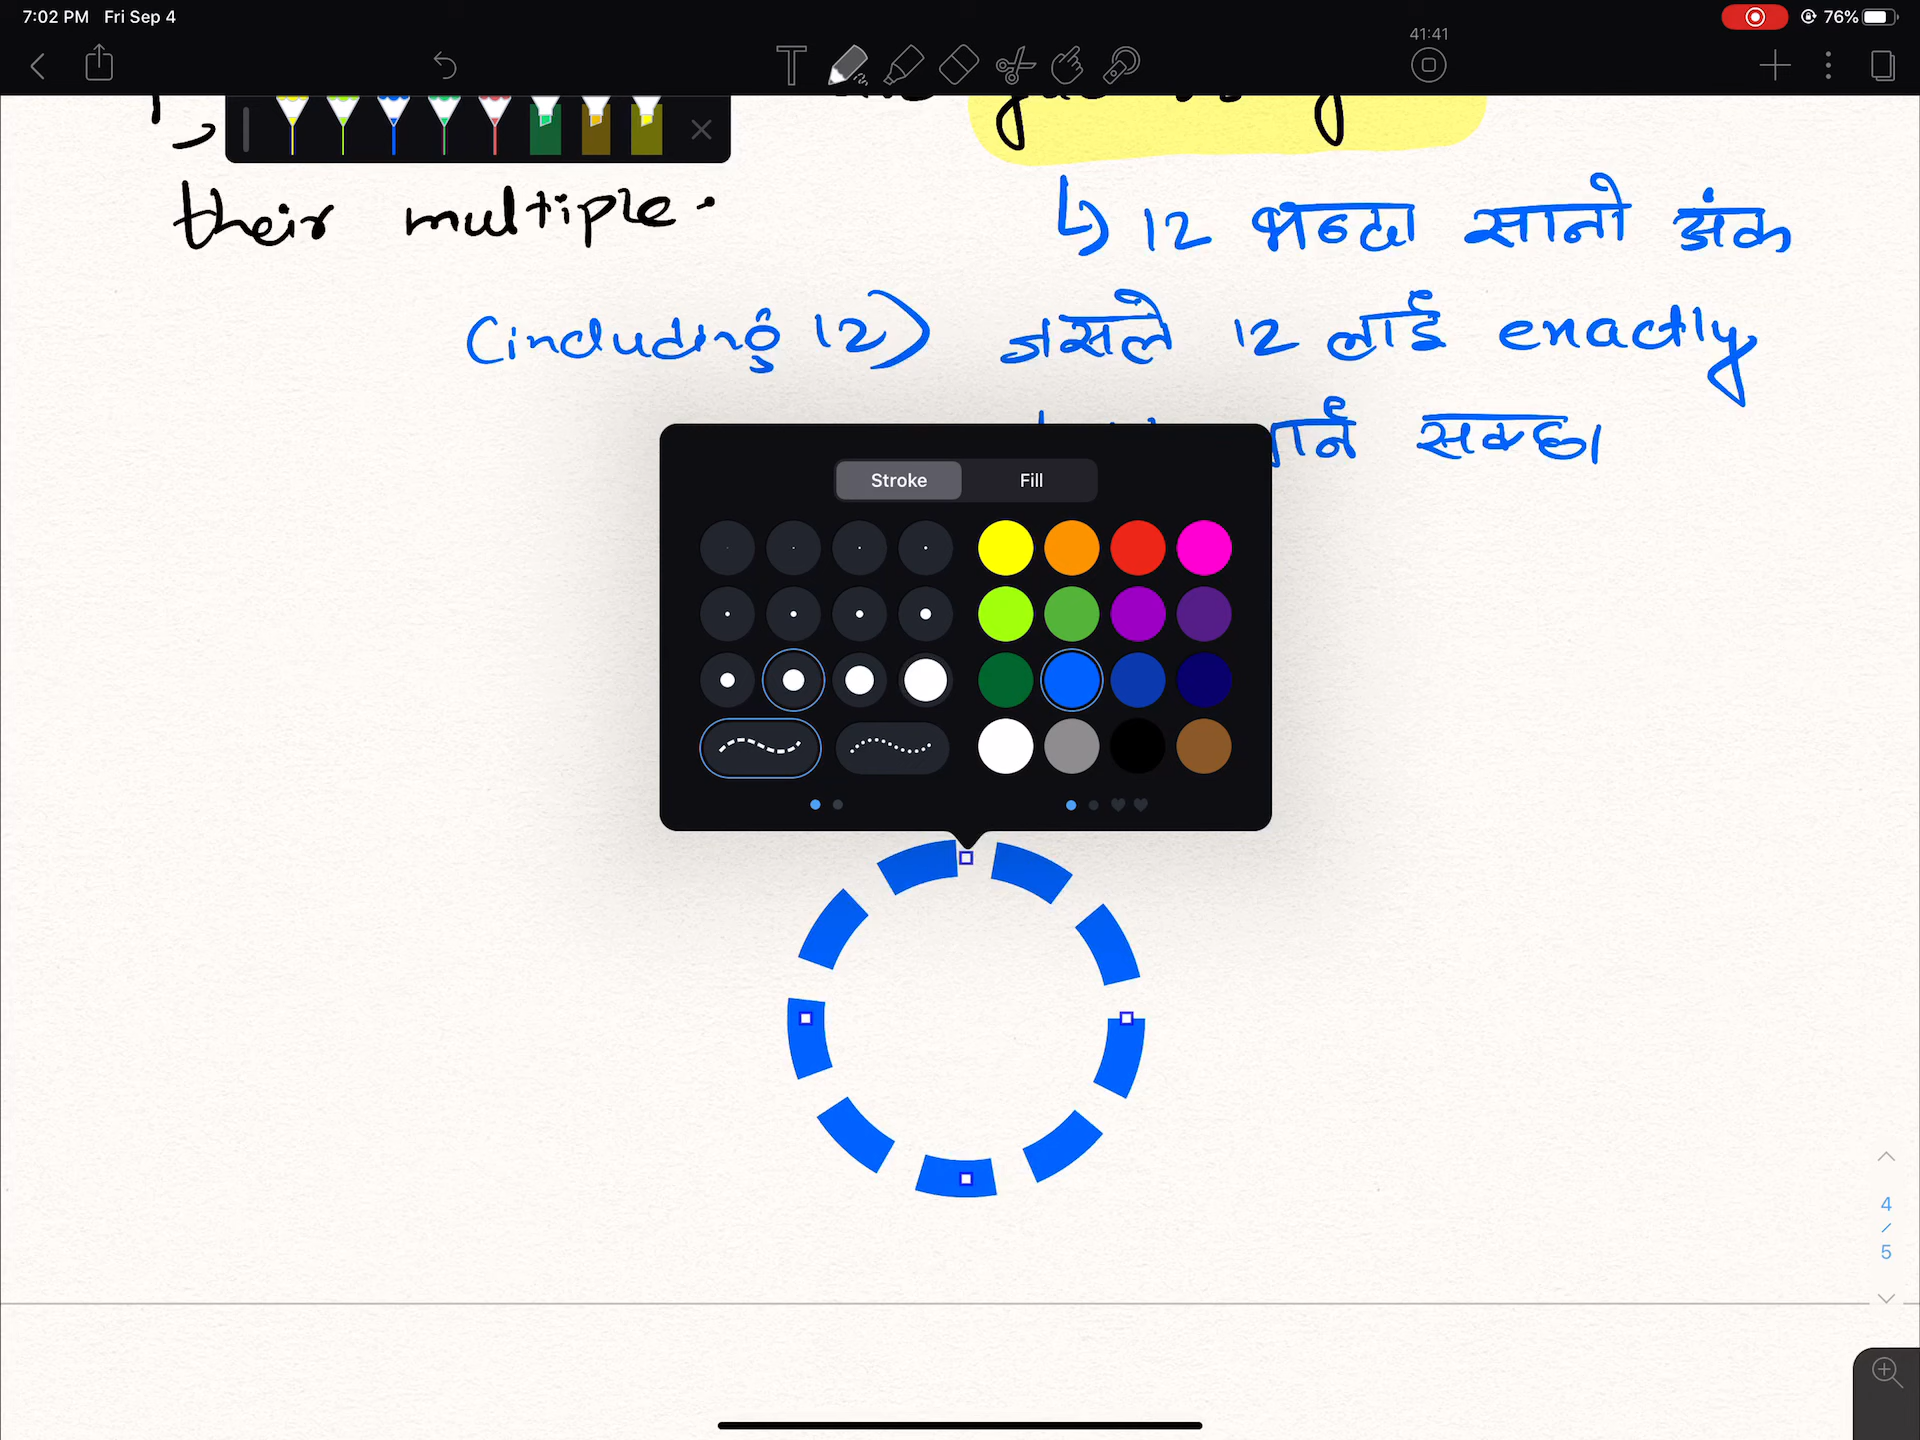 7:02 PM Fri Sep 4
76%
41:41
their multiple.
↳ 12 भन्दा सानो अंक
(including 12) जसले 12 लाई exactly
सक्छ।
Stroke Fill
4
/
5